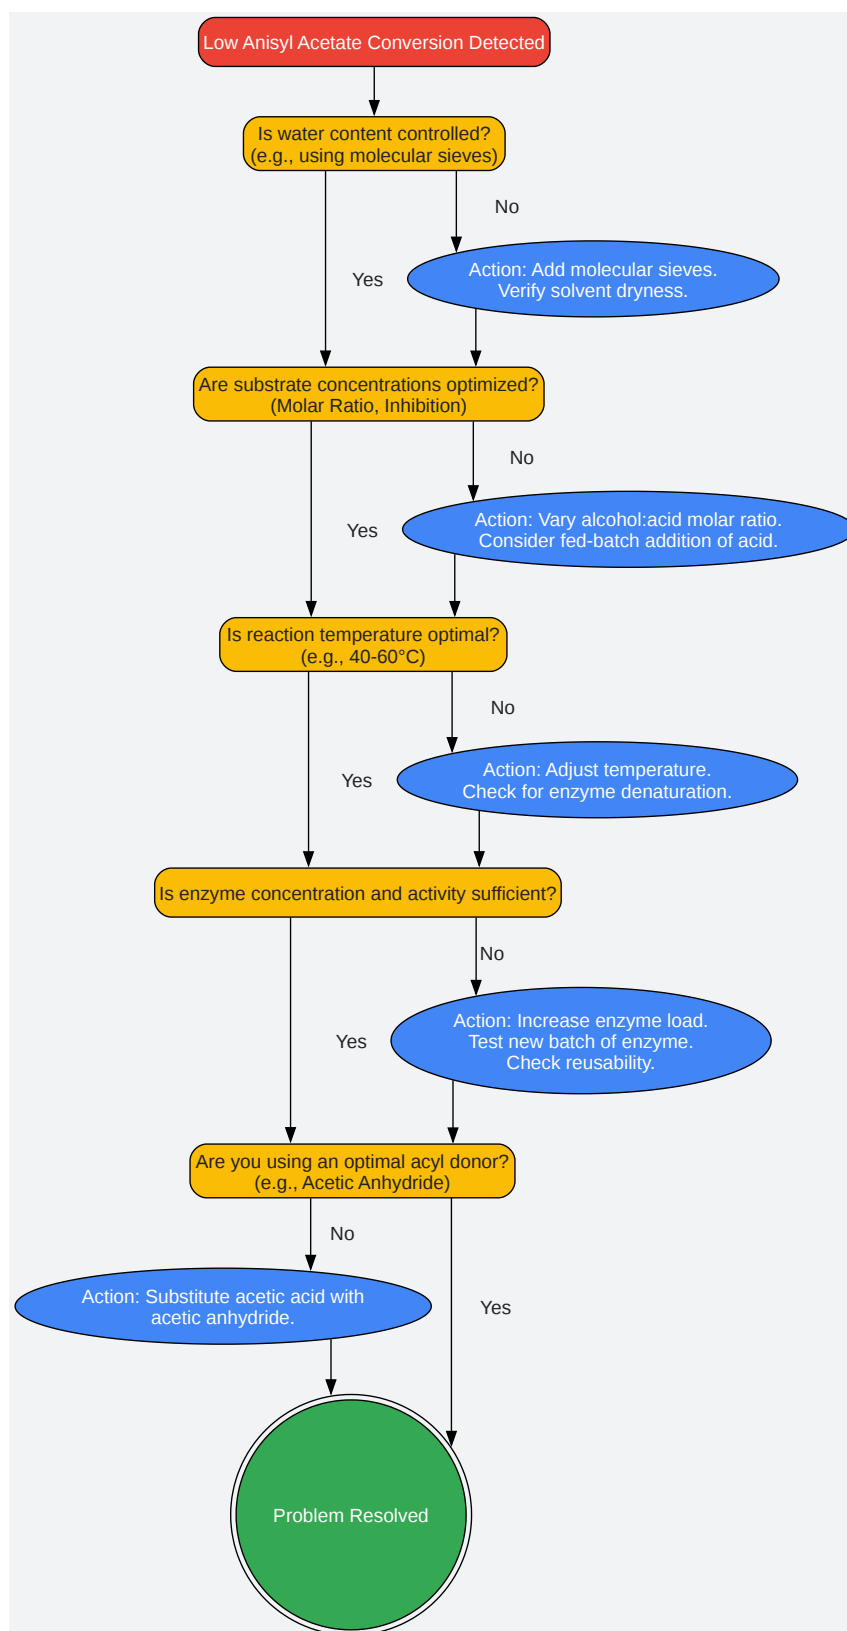 Low Anisyl Acetate Conversion Detected
Is water content controlled?
(e.g., using molecular sieves)
No
Yes
Action: Add molecular sieves.
Verify solvent dryness.
Are substrate concentrations optimized?
(Molar Ratio, Inhibition)
No
Yes
Action: Vary alcohol:acid molar ratio.
Consider fed-batch addition of acid.
Is reaction temperature optimal?
(e.g., 40-60°C)
No
Yes
Action: Adjust temperature.
Check for enzyme denaturation.
Is enzyme concentration and activity sufficient?
No
Yes
Action: Increase enzyme load.
Test new batch of enzyme.
Check reusability.
Are you using an optimal acyl donor?
(e.g., Acetic Anhydride)
No
Action: Substitute acetic acid with
acetic anhydride.
Yes
Problem Resolved